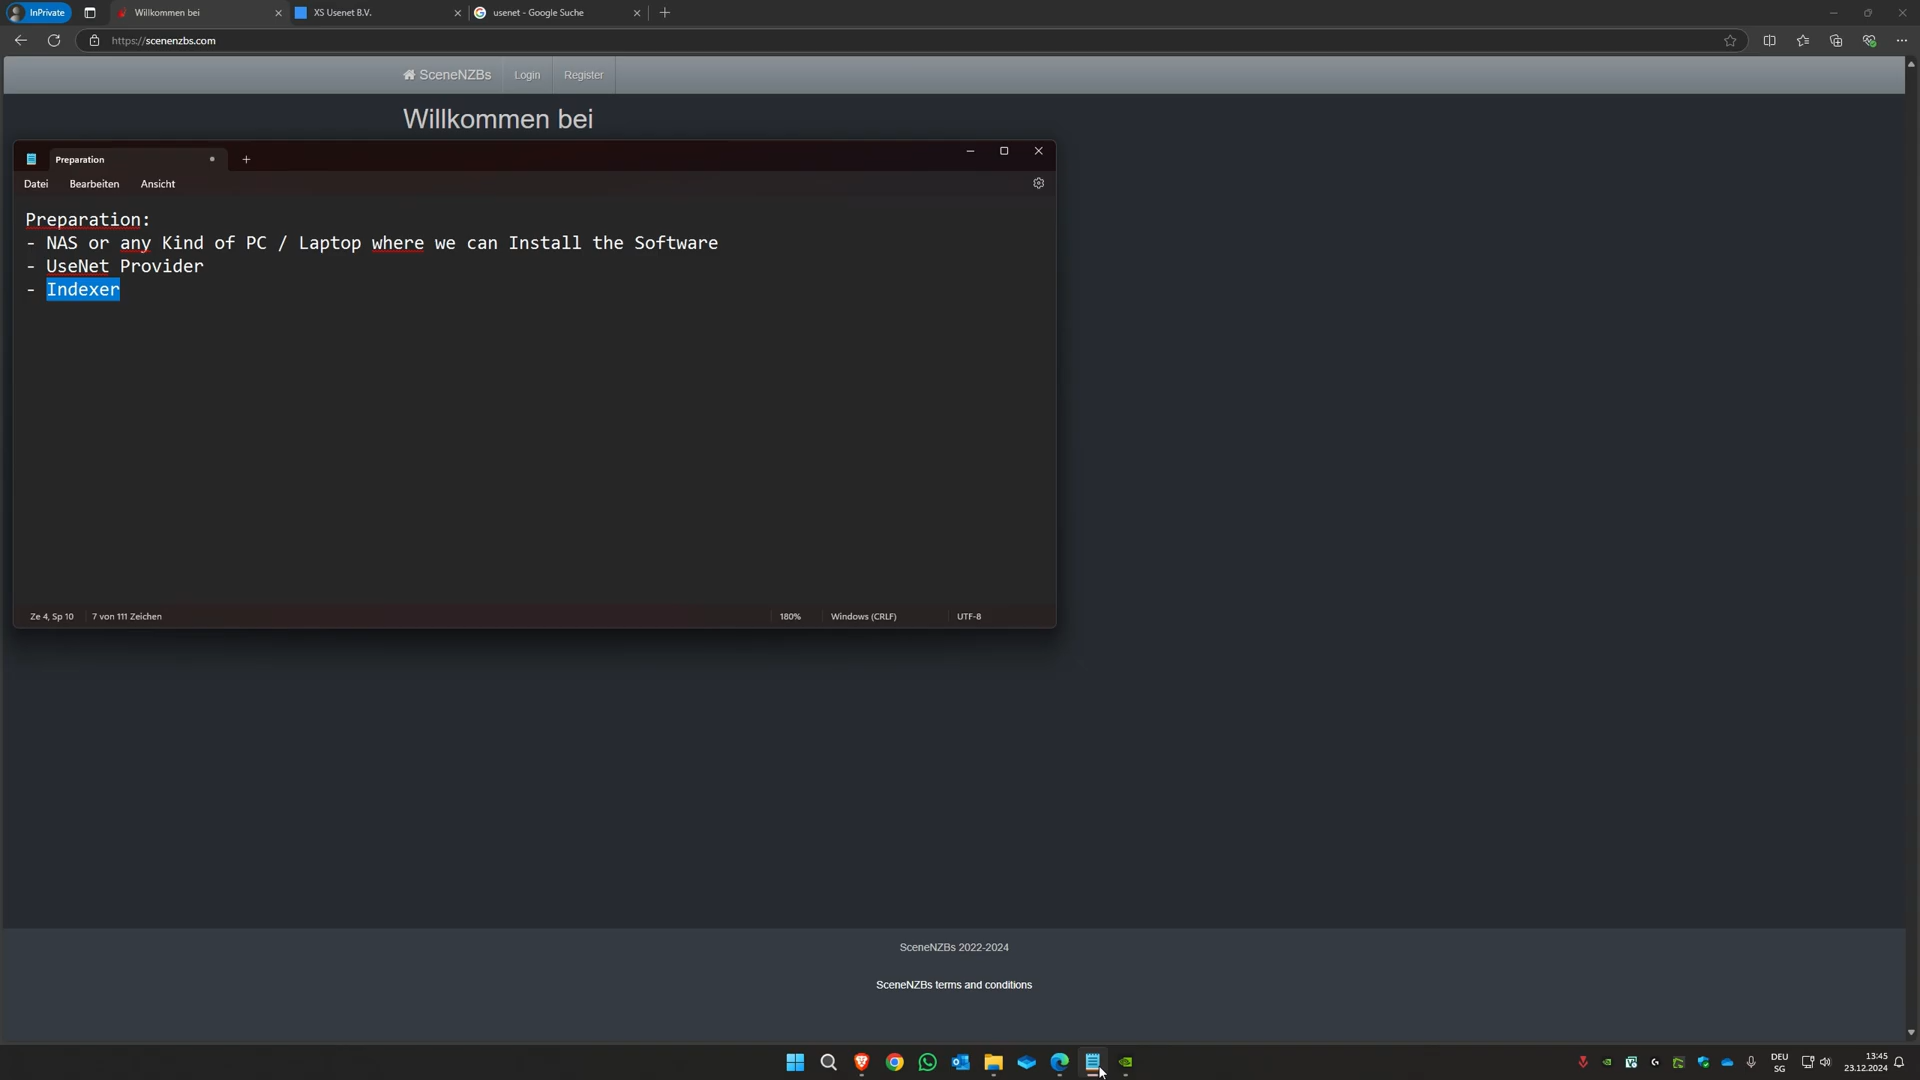 InPrivate
Willkommen bei
XS Usenet B.V.
usenet - Google Suche
https://scenenzbs.com
SceneNZBs
Login
Register
Willkommen bei
Preparation
Datei
Bearbeiten
Ansicht
Preparation:
- NAS or any Kind of PC / Laptop where we can Install the Software
- UseNet Provider
- Indexer
Ze 4, Sp 10
7 von 111 Zeichen
180%
Windows (CRLF)
UTF-8
SceneNZBs 2022-2024
SceneNZBs terms and conditions
DEU
SG
13:45
23.12.2024